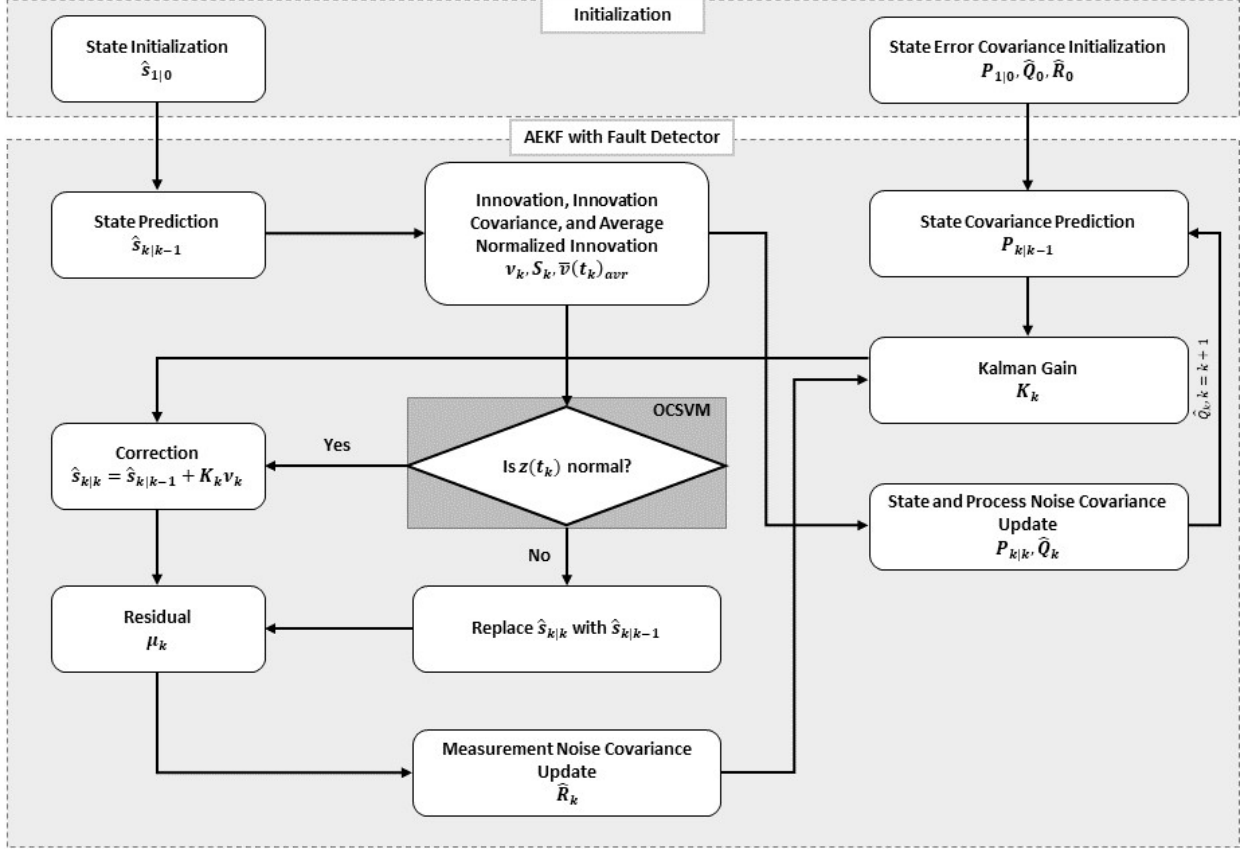 Initialization
State Initialization
ŝ₁|₀
State Error Covariance Initialization
P₁|₀, Q̂₀, R̂₀
AEKF with Fault Detector
State Prediction
ŝₖ|ₖ₋₁
Innovation, Innovation
Covariance, and Average
Normalized Innovation
νₖ, Sₖ, v̅(tₖ)ₐᵥᵣ
State Covariance Prediction
Pₖ|ₖ₋₁
Kalman Gain
Kₖ
Q̂ₖ, k = k + 1
OCSVM
Is z(tₖ) normal?
Yes
Correction
ŝₖ|ₖ = ŝₖ|ₖ₋₁ + Kₖνₖ
State and Process Noise Covariance
Update
Pₖ|ₖ, Q̂ₖ
No
Residual
μₖ
Replace ŝₖ|ₖ with ŝₖ|ₖ₋₁
Measurement Noise Covariance
Update
R̂ₖ